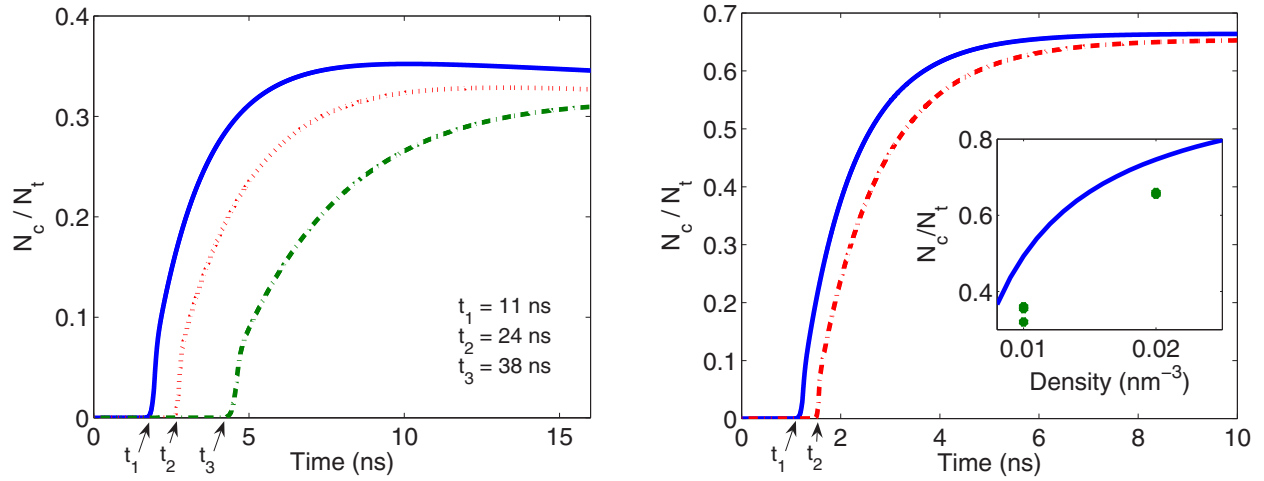 0.4
0.3
0.2
0.1
0
N_c / N_t
t_1 = 11 ns
t_2 = 24 ns
t_3 = 38 ns
0 5 10 15
t_1 t_2 t_3 Time (ns)
0.7
0.6
0.5
0.4
0.3
0.2
0.1
0
N_c / N_t
0.8
0.6
0.4
N_c/N_t
0.01 0.02
Density (nm⁻³)
0 2 4 6 8 10
t_1 t_2 Time (ns)